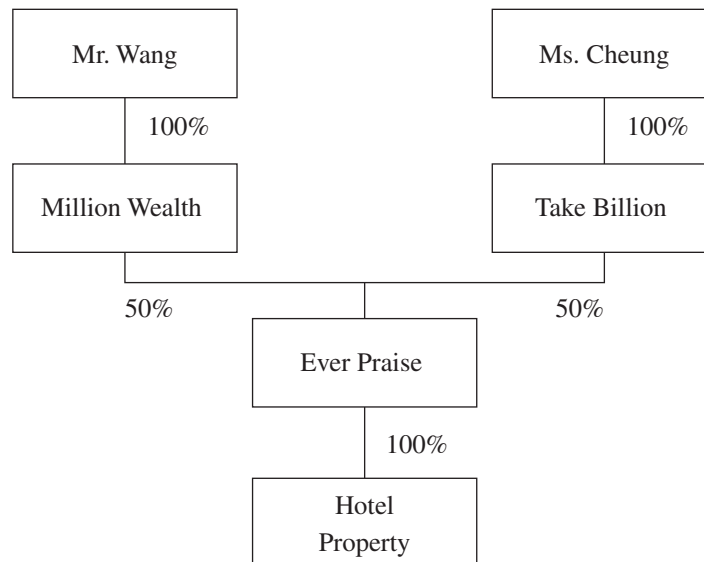 Mr. Wang
Ms. Cheung
100%
100%
Million Wealth
Take Billion
50%
50%
Ever Praise
100%
Hotel
Property